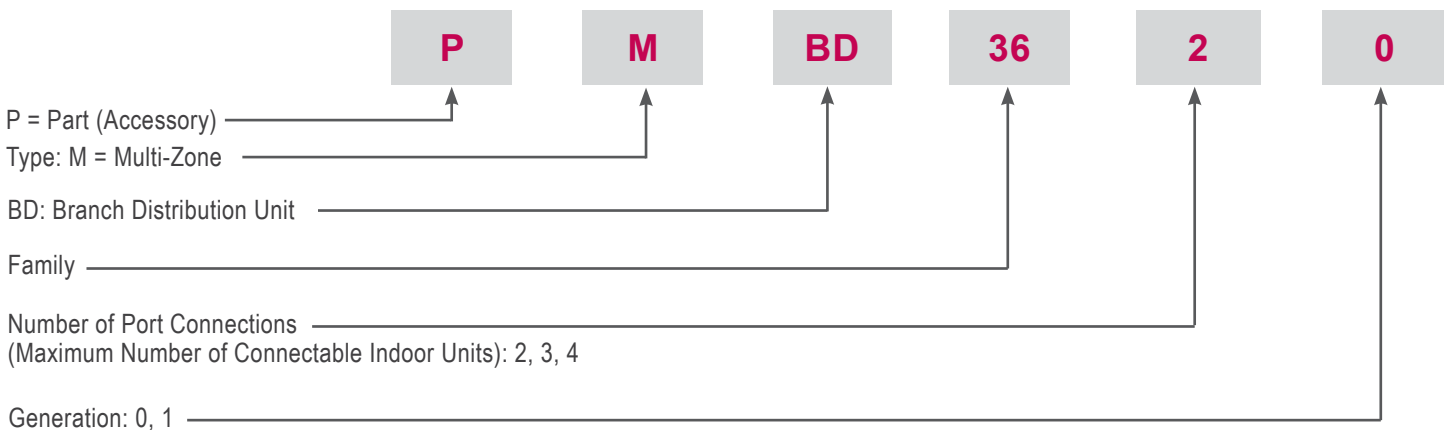 P M BD 36 2 0
P = Part (Accessory)
Type: M = Multi-Zone
BD: Branch Distribution Unit
Family
Number of Port Connections
(Maximum Number of Connectable Indoor Units): 2, 3, 4
Generation: 0, 1